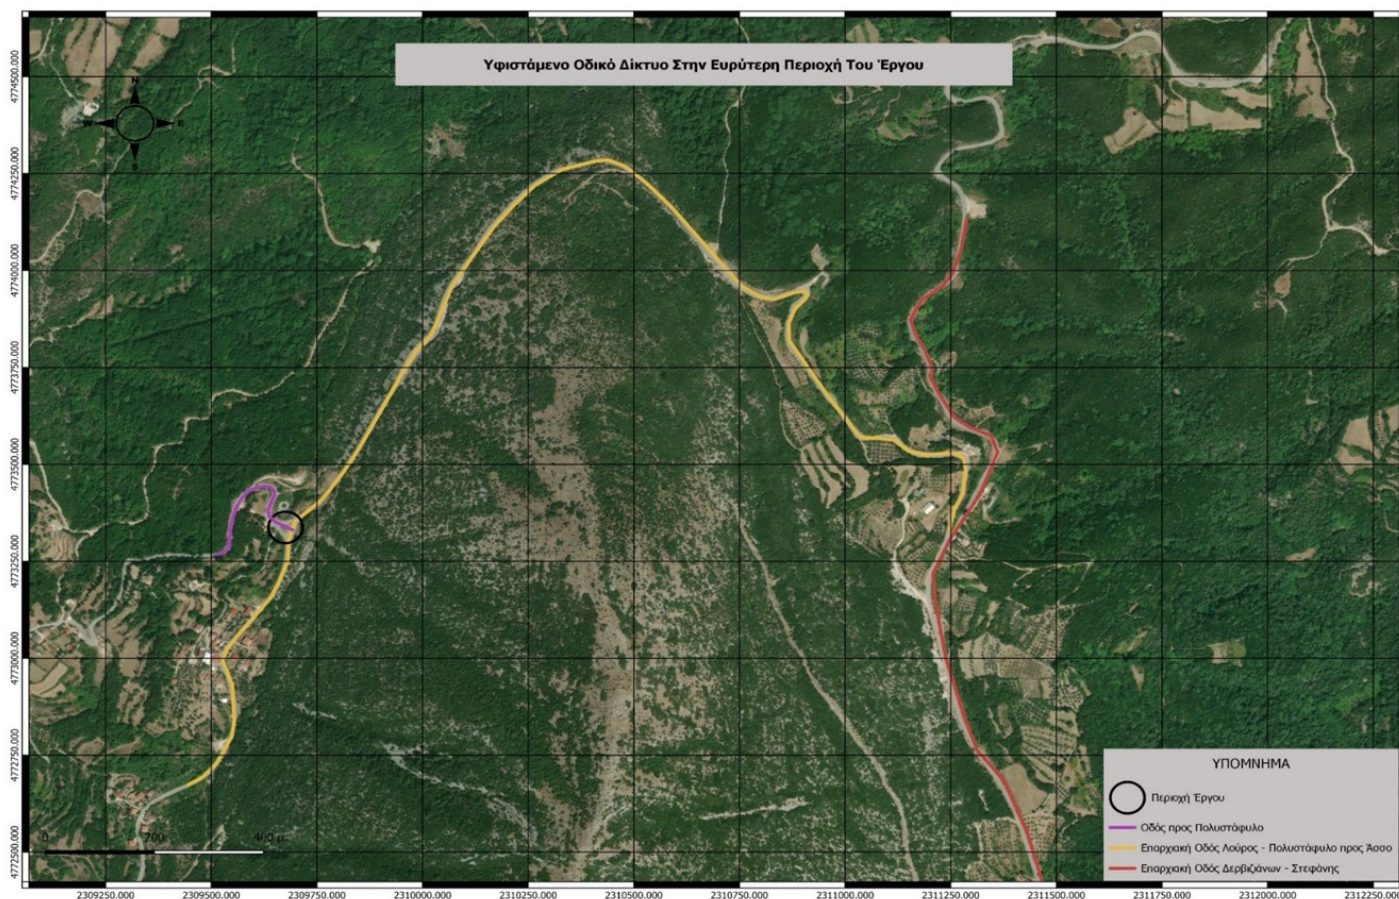 Υφιστάμενο Οδικό Δίκτυο Στην Ευρύτερη Περιοχή Του Έργου
N
W E
S
4774500.000
4774250.000
4774000.000
4773750.000
4773500.000
4773250.000
4773000.000
4772750.000
4772500.000
ΥΠΟΜΝΗΜΑ
Περιοχή Έργου
Οδός προς Πολυστάφυλο
Επαρχιακή Οδός Λούρος - Πολυστάφυλο προς Άσσο
Επαρχιακή Οδός Δερβιζιάνων - Στεφάνης
0 200 400 μ
2309250.000 2309500.000 2309750.000 2310000.000 2310250.000 2310500.000 2310750.000 2311000.000 2311250.000 2311500.000 2311750.000 2312000.000 2312250.000